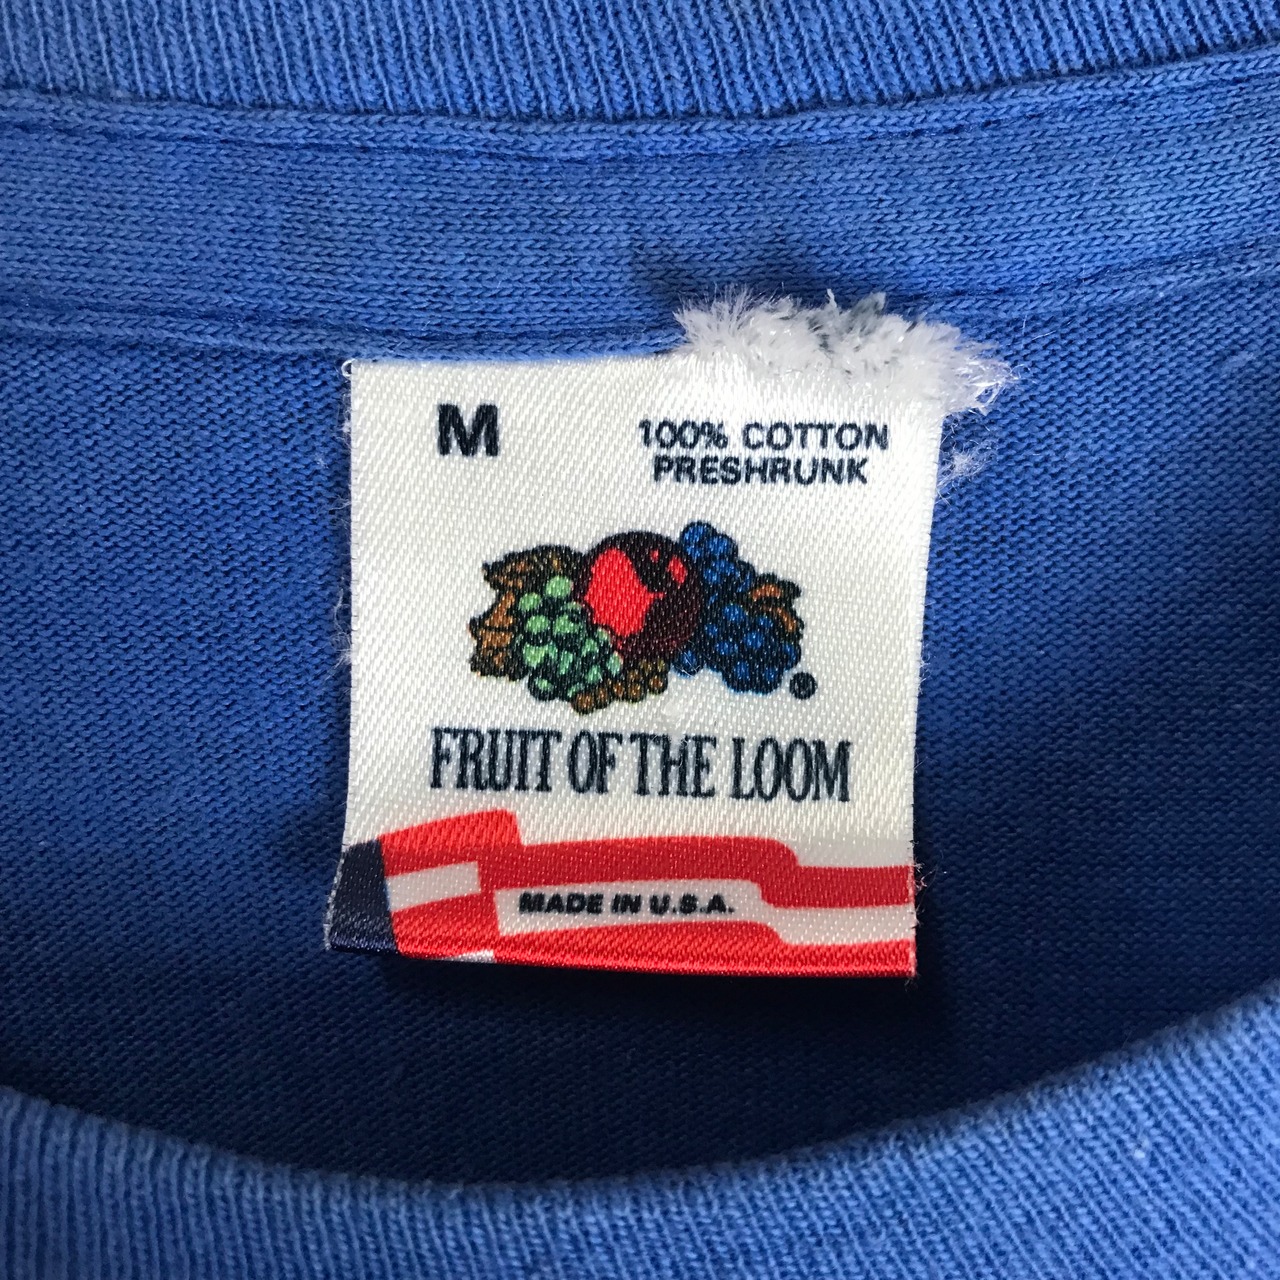 M
100% COTTON
PRESHRUNK
FRUIT OF THE LOOM
MADE IN U.S.A.